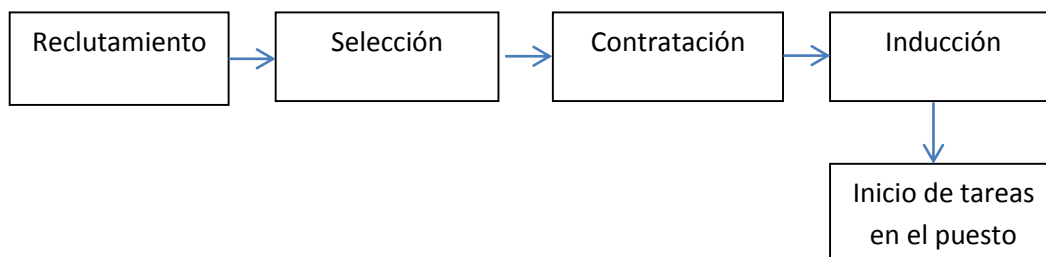 Reclutamiento
Selección
Contratación
Inducción
Inicio de tareas
en el puesto